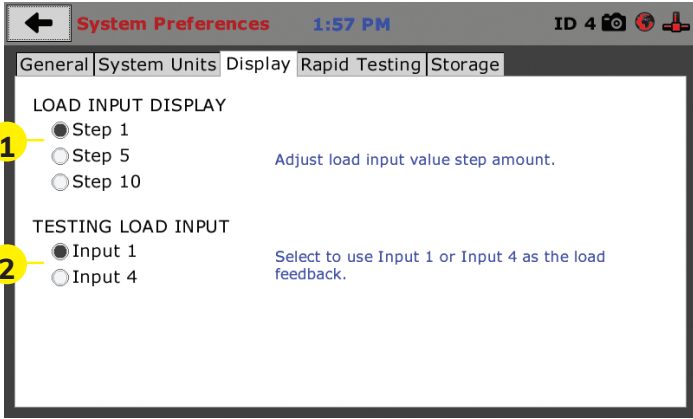 System Preferences 1:57 PM ID 4
General System Units Display Rapid Testing Storage
LOAD INPUT DISPLAY
1
Step 1
Step 5
Adjust load input value step amount.
Step 10
TESTING LOAD INPUT
2
Input 1
Select to use Input 1 or Input 4 as the load
feedback.
Input 4